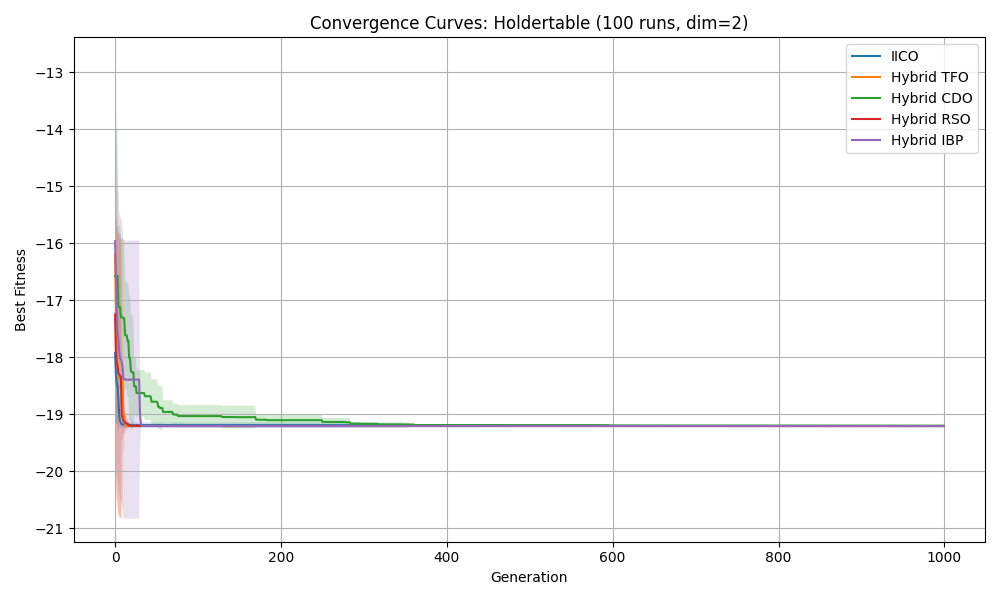 Convergence Curves: Holdertable (100 runs, dim=2)
Best Fitness
−13
−14
−15
−16
−17
−18
−19
−20
−21
IICO
Hybrid TFO
Hybrid CDO
Hybrid RSO
Hybrid IBP
0
200
400
600
800
1000
Generation